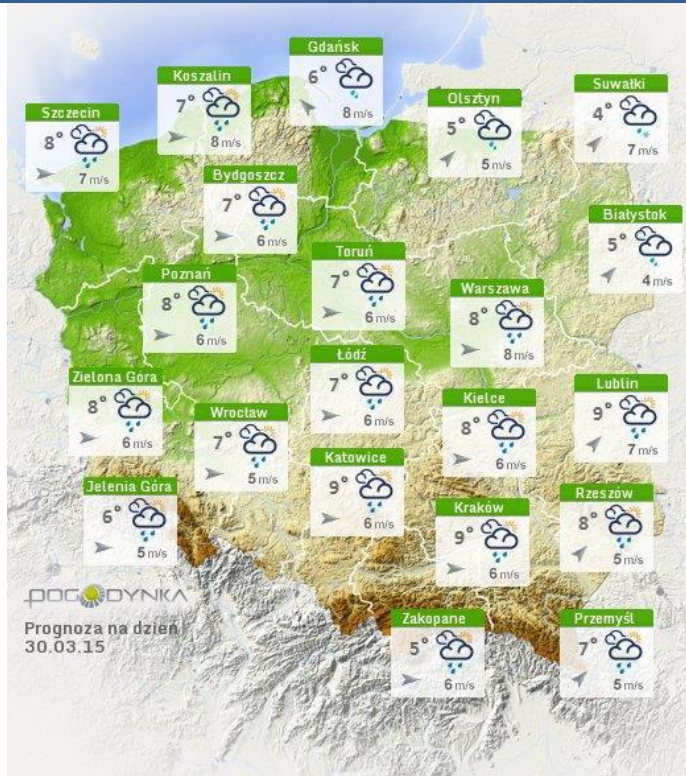 Gdańsk
6°
8 m/s
Koszalin
7°
8 m/s
Suwałki
4°
7 m/s
Olsztyn
5°
5 m/s
Szczecin
8°
7 m/s
Bydgoszcz
7°
6 m/s
Białystok
5°
4 m/s
Toruń
7°
6 m/s
Poznań
8°
6 m/s
Warszawa
8°
8 m/s
Łódź
7°
6 m/s
Zielona Góra
8°
6 m/s
Lublin
9°
7 m/s
Kielce
8°
6 m/s
Wrocław
7°
5 m/s
Katowice
9°
6 m/s
Jelenia Góra
6°
5 m/s
Rzeszów
8°
5 m/s
Kraków
9°
6 m/s
POGODYNKA
Prognoza na dzień
30.03.15
Zakopane
5°
6 m/s
Przemyśl
7°
5 m/s